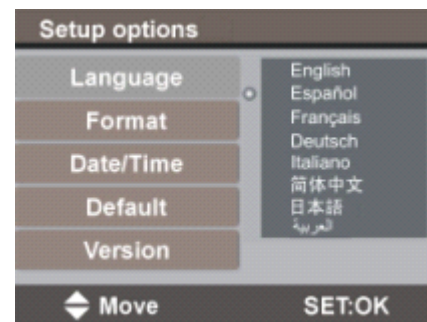 Setup options
Language
Format
Date/Time
Default
Version
English
Español
Français
Deutsch
Italiano
简体中文
日本語
العربية
Move SET:OK